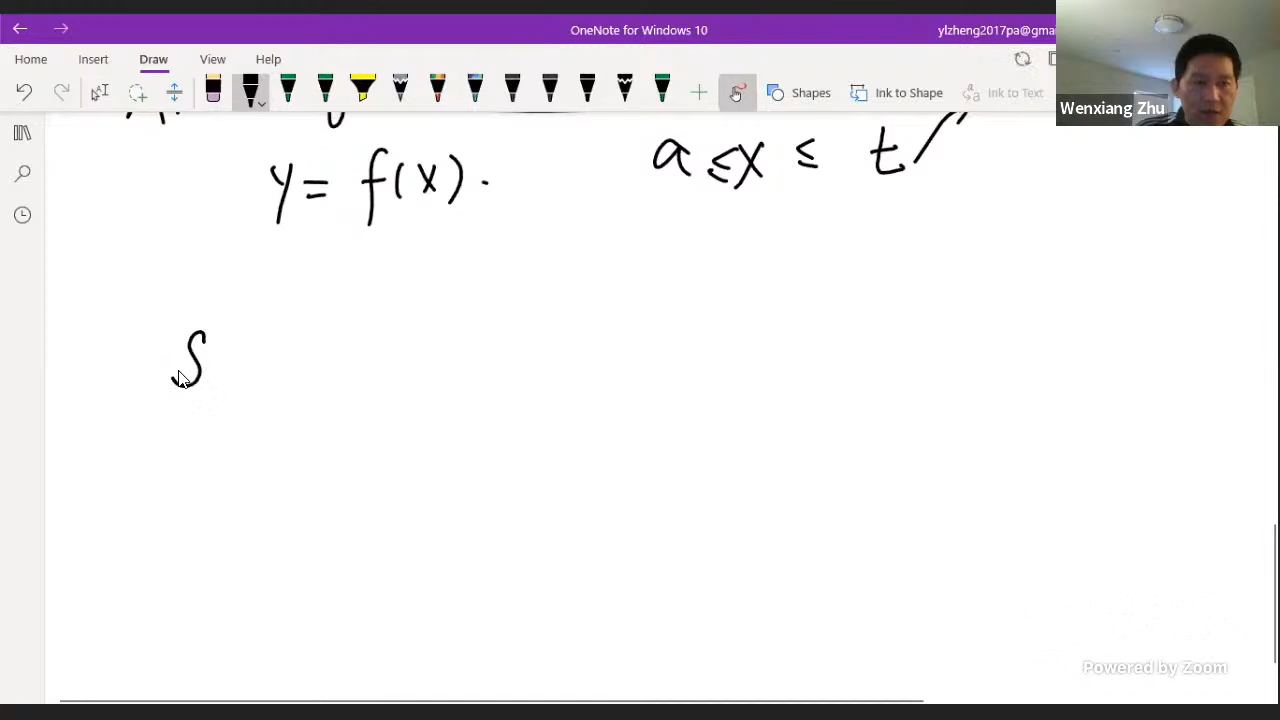 OneNote for Windows 10
ylzheng2017pa@gma
Home Insert Draw View Help
Shapes Ink to Shape Ink to Text
Wenxiang Zhu
y = f(x).
a ≤ x ≤ t
S
Powered by Zoom